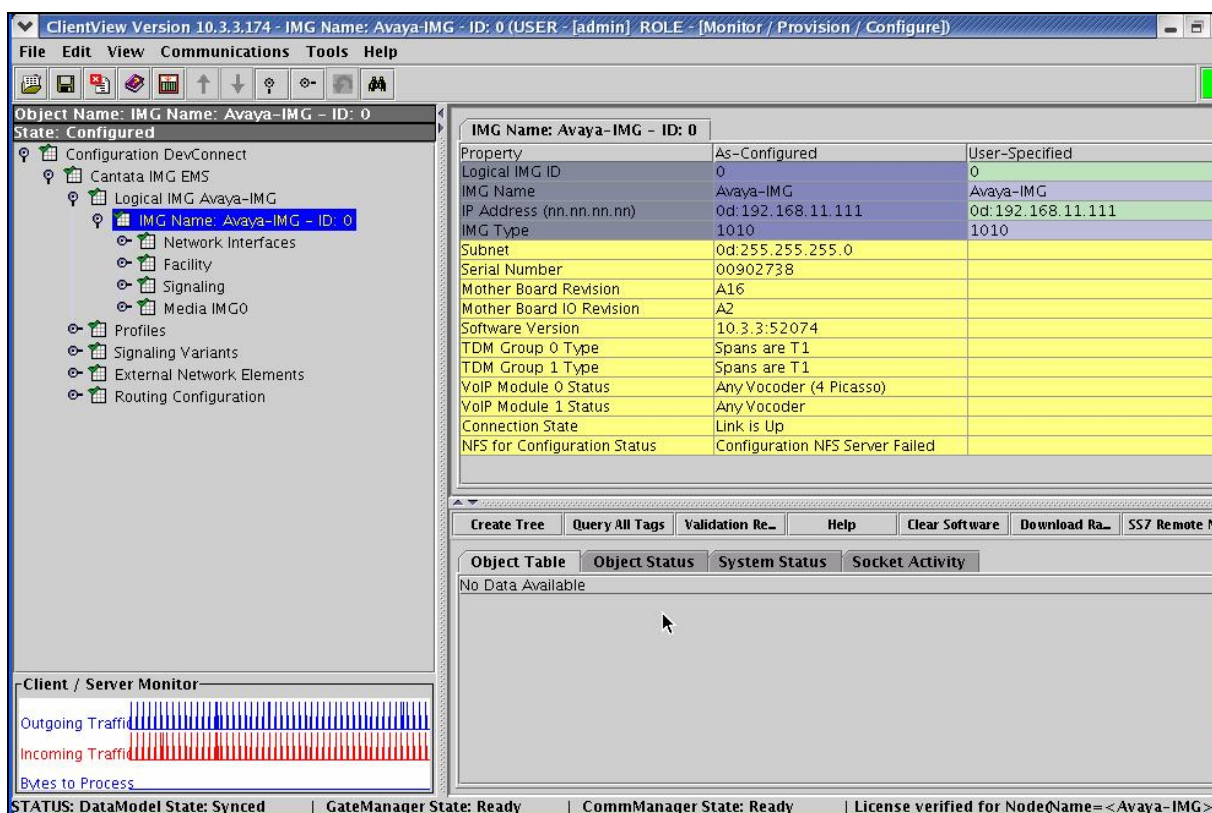 ClientView Version 10.3.3.174 - IMG Name: Avaya-IMG - ID: 0 (USER - [admin] ROLE - [Monitor / Provision / Configure])
File Edit View Communications Tools Help
Object Name: IMG Name: Avaya-IMG - ID: 0
State: Configured
Configuration DevConnect
Cantata IMG EMS
Logical IMG Avaya-IMG
IMG Name: Avaya-IMG - ID: 0
Network Interfaces
Facility
Signaling
Media IMG0
Profiles
Signaling Variants
External Network Elements
Routing Configuration
Client / Server Monitor
Outgoing Traffi
Incoming Traffi
Bytes to Process
IMG Name: Avaya-IMG - ID: 0
Property As-Configured User-Specified
Logical IMG ID 0 0
IMG Name Avaya-IMG Avaya-IMG
IP Address (nn.nn.nn.nn) 0d:192.168.11.111 0d:192.168.11.111
IMG Type 1010 1010
Subnet 0d:255.255.255.0
Serial Number 00902738
Mother Board Revision A16
Mother Board IO Revision A2
Software Version 10.3.3:52074
TDM Group 0 Type Spans are T1
TDM Group 1 Type Spans are T1
VoIP Module 0 Status Any Vocoder (4 Picasso)
VoIP Module 1 Status Any Vocoder
Connection State Link is Up
NFS for Configuration Status Configuration NFS Server Failed
Create Tree Query All Tags Validation Re... Help Clear Software Download Ra... SS7 Remote
Object Table Object Status System Status Socket Activity
No Data Available
STATUS: DataModel State: Synced | GateManager State: Ready | CommManager State: Ready | License verified for Node(Name=<Avaya-IMG>